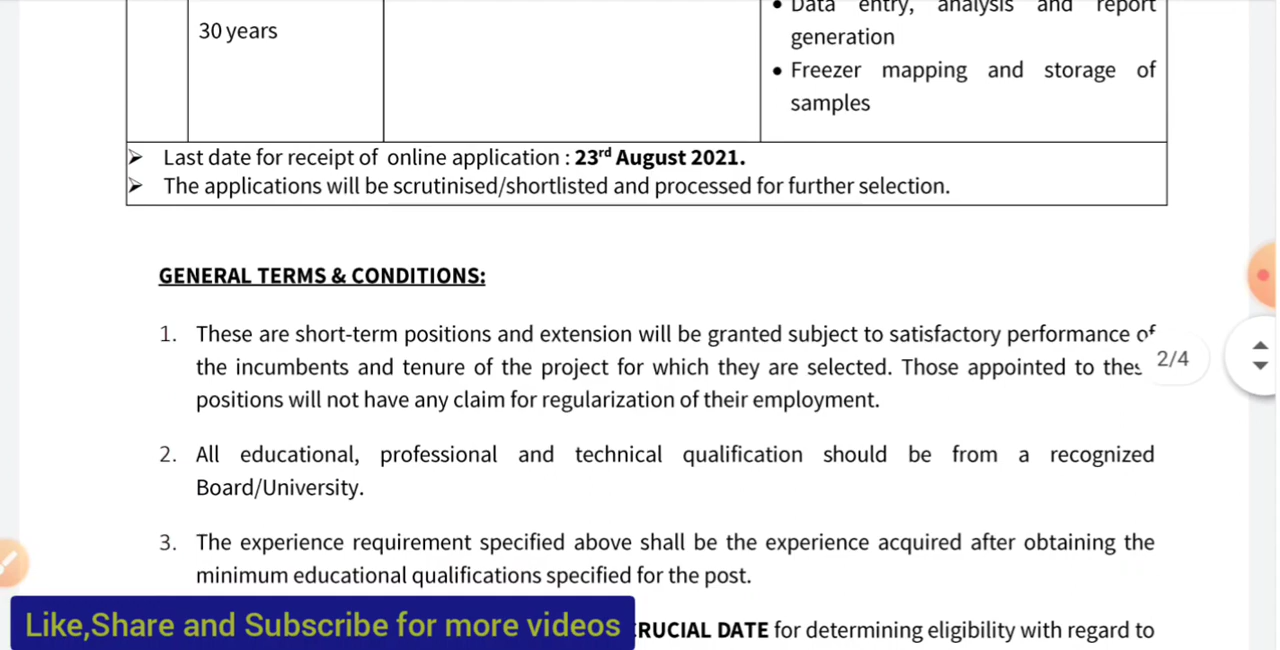 30 years
• Data entry, analysis and report
generation
• Freezer mapping and storage of
samples
➢ Last date for receipt of online application : 23rd August 2021.
➢ The applications will be scrutinised/shortlisted and processed for further selection.
GENERAL TERMS & CONDITIONS:
1. These are short-term positions and extension will be granted subject to satisfactory performance of
the incumbents and tenure of the project for which they are selected. Those appointed to thes
2/4
positions will not have any claim for regularization of their employment.
2. All educational, professional and technical qualification should be from a recognized
Board/University.
3. The experience requirement specified above shall be the experience acquired after obtaining the
minimum educational qualifications specified for the post.
Like,Share and Subscribe for more videos
RUCIAL DATE for determining eligibility with regard to